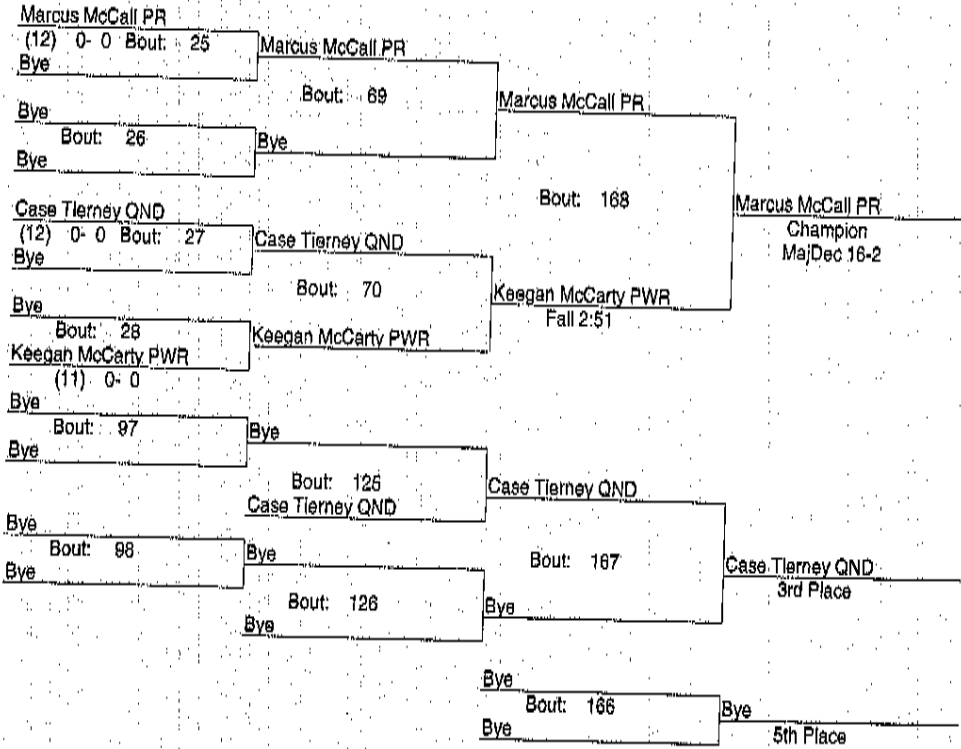 Marcus McCall PR
(12) 0- 0 Bout: 25
Bye
Marcus McCall PR
Bout: 69
Bye
Bout: 26
Bye
Bye
Marcus McCall PR
Bout: 168
Case Tierney QND
(12) 0- 0 Bout: 27
Bye
Case Tierney QND
Bout: 70
Bye
Bout: 28
Keegan McCarty PWR
(11) 0- 0
Keegan McCarty PWR
Keegan McCarty PWR
Fall 2:51
Marcus McCall PR
Champion
MajDec 16-2
Bye
Bout: 97
Bye
Bye
Bout: 125
Case Tierney QND
Case Tierney QND
Bout: 167
Bye
Bout: 98
Bye
Bye
Bout: 126
Bye
Bye
Case Tierney QND
3rd Place
Bye
Bout: 166
Bye
Bye
5th Place